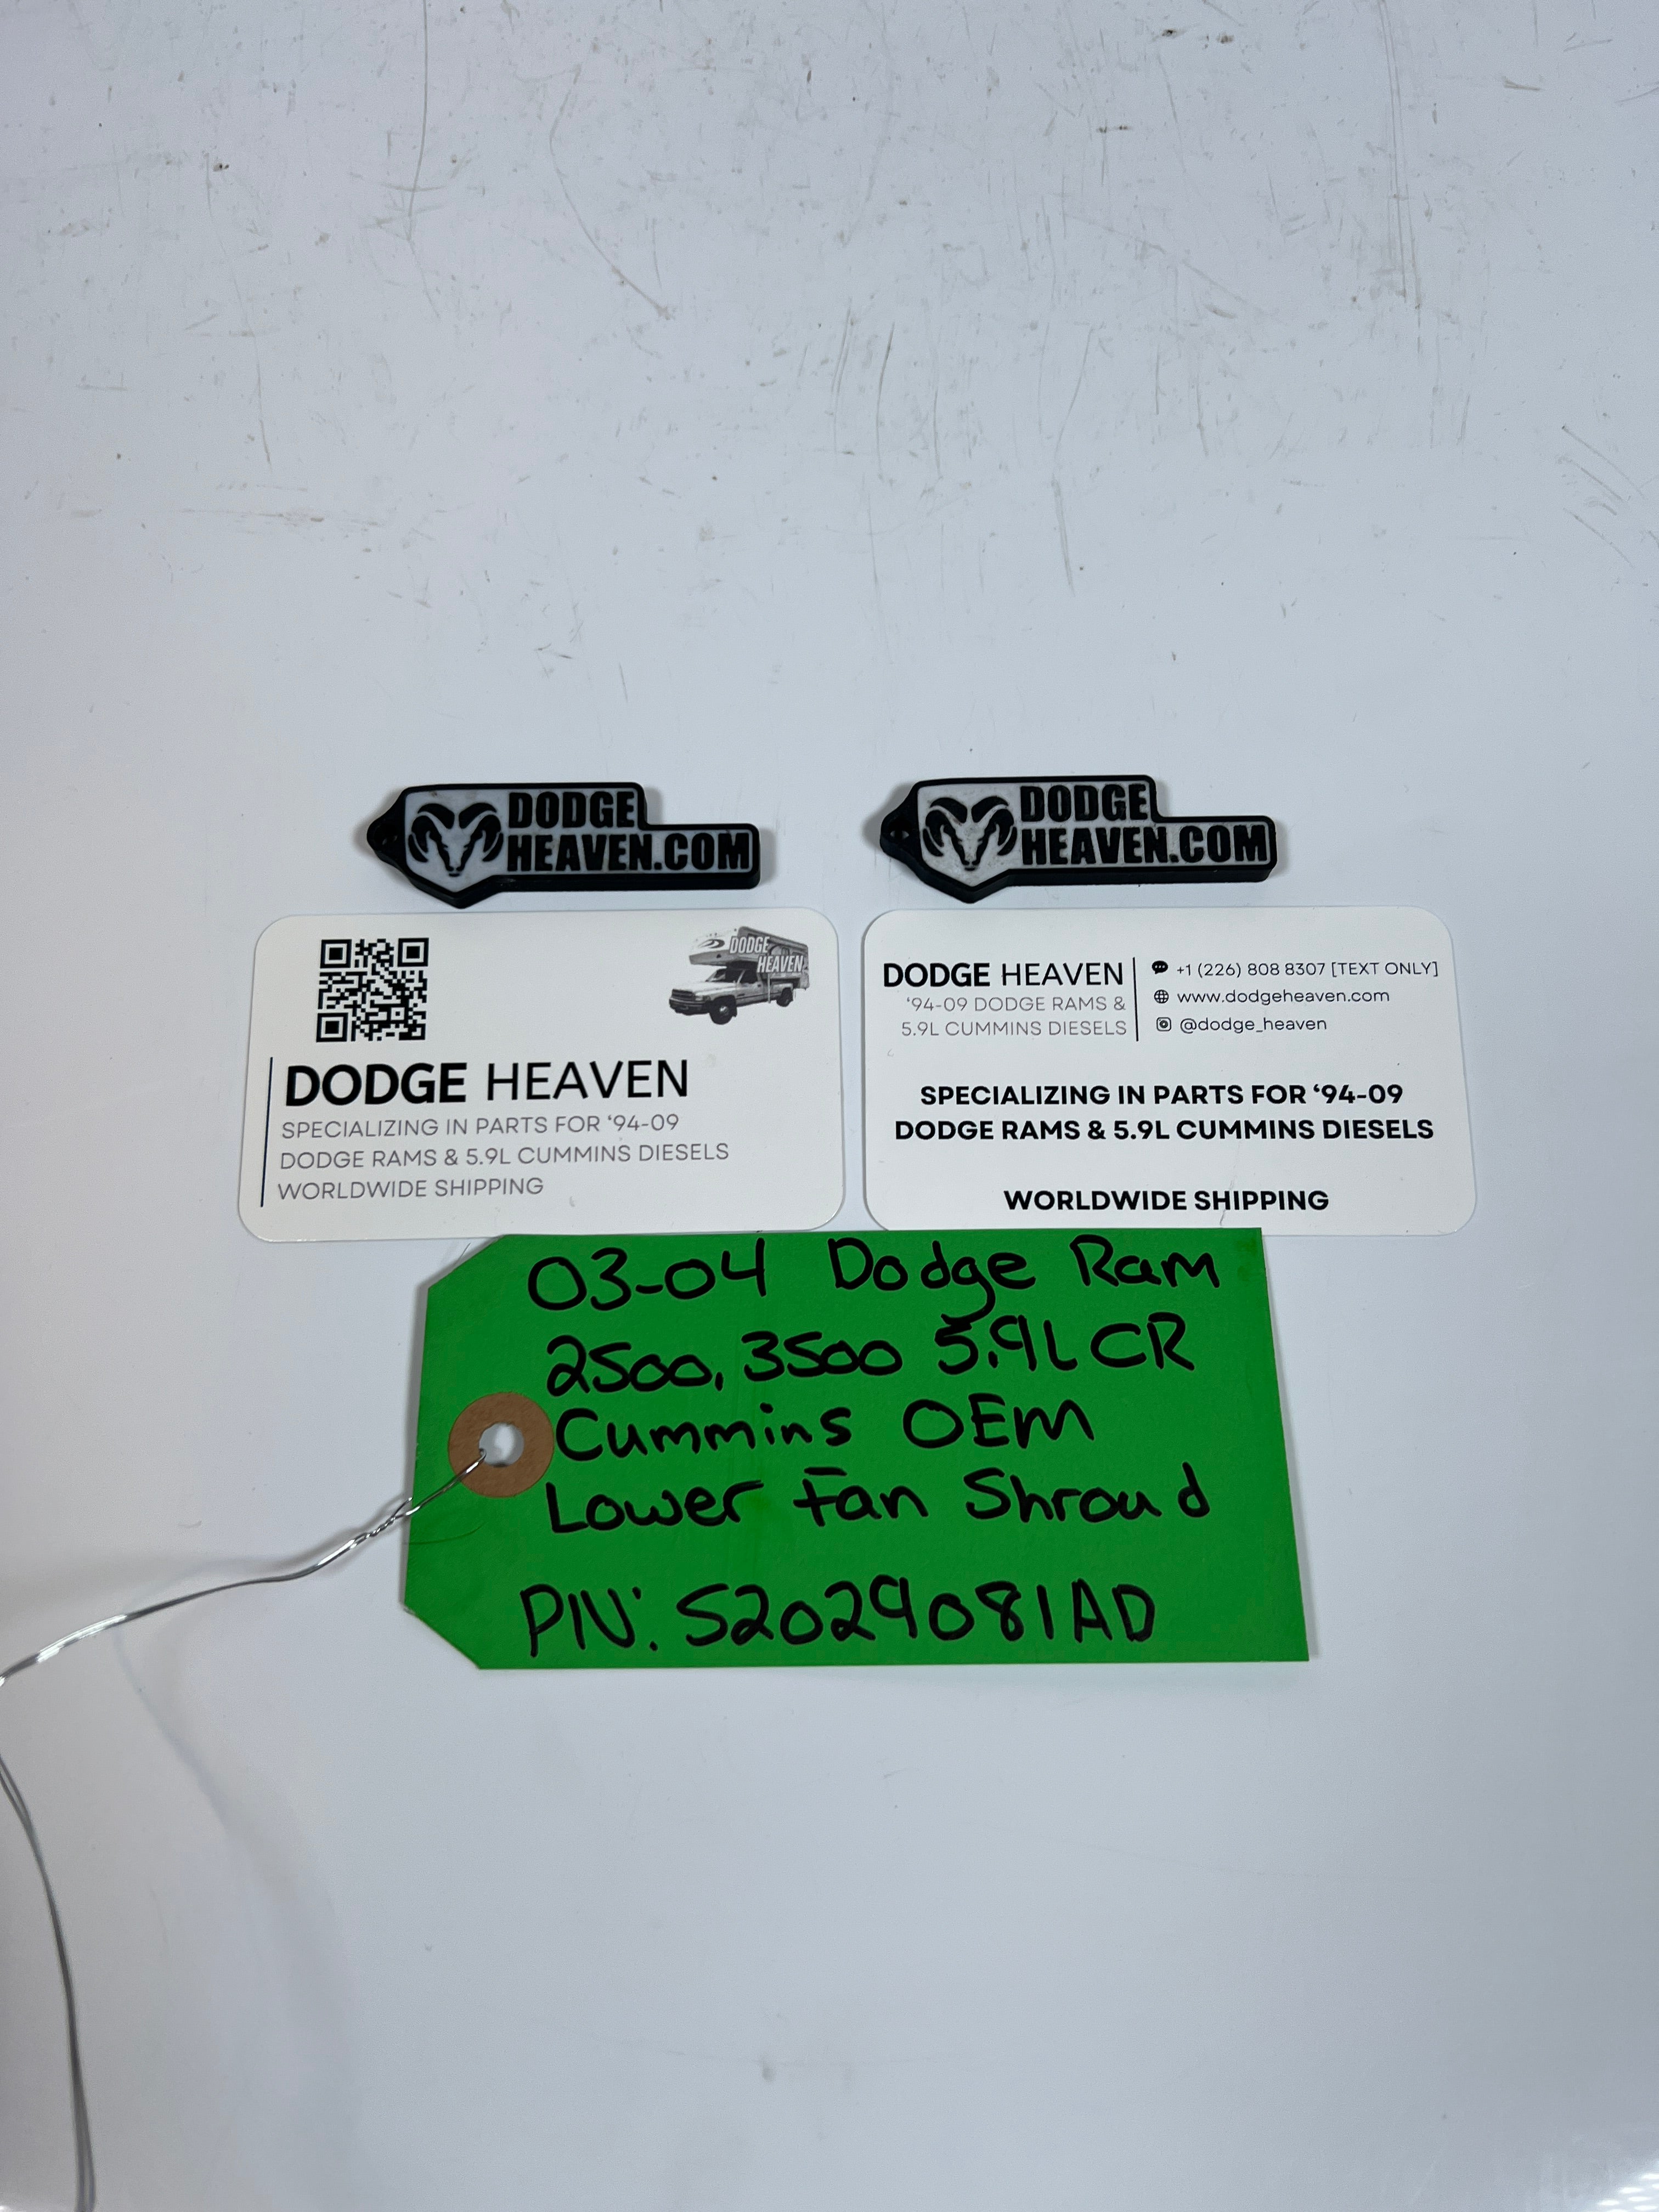 DODGE
HEAVEN.COM
DODGE
HEAVEN.COM
DODGE
HEAVEN
DODGE HEAVEN
SPECIALIZING IN PARTS FOR ‘94-09
DODGE RAMS & 5.9L CUMMINS DIESELS
WORLDWIDE SHIPPING
DODGE HEAVEN
‘94-09 DODGE RAMS &
5.9L CUMMINS DIESELS
+1 (226) 808 8307 [TEXT ONLY]
www.dodgeheaven.com
@dodge_heaven
SPECIALIZING IN PARTS FOR ‘94-09
DODGE RAMS & 5.9L CUMMINS DIESELS
WORLDWIDE SHIPPING
03-04 Dodge Ram
2500, 3500 5.9L CR
Cummins OEM
Lower Fan Shroud
PN: S2029081AD